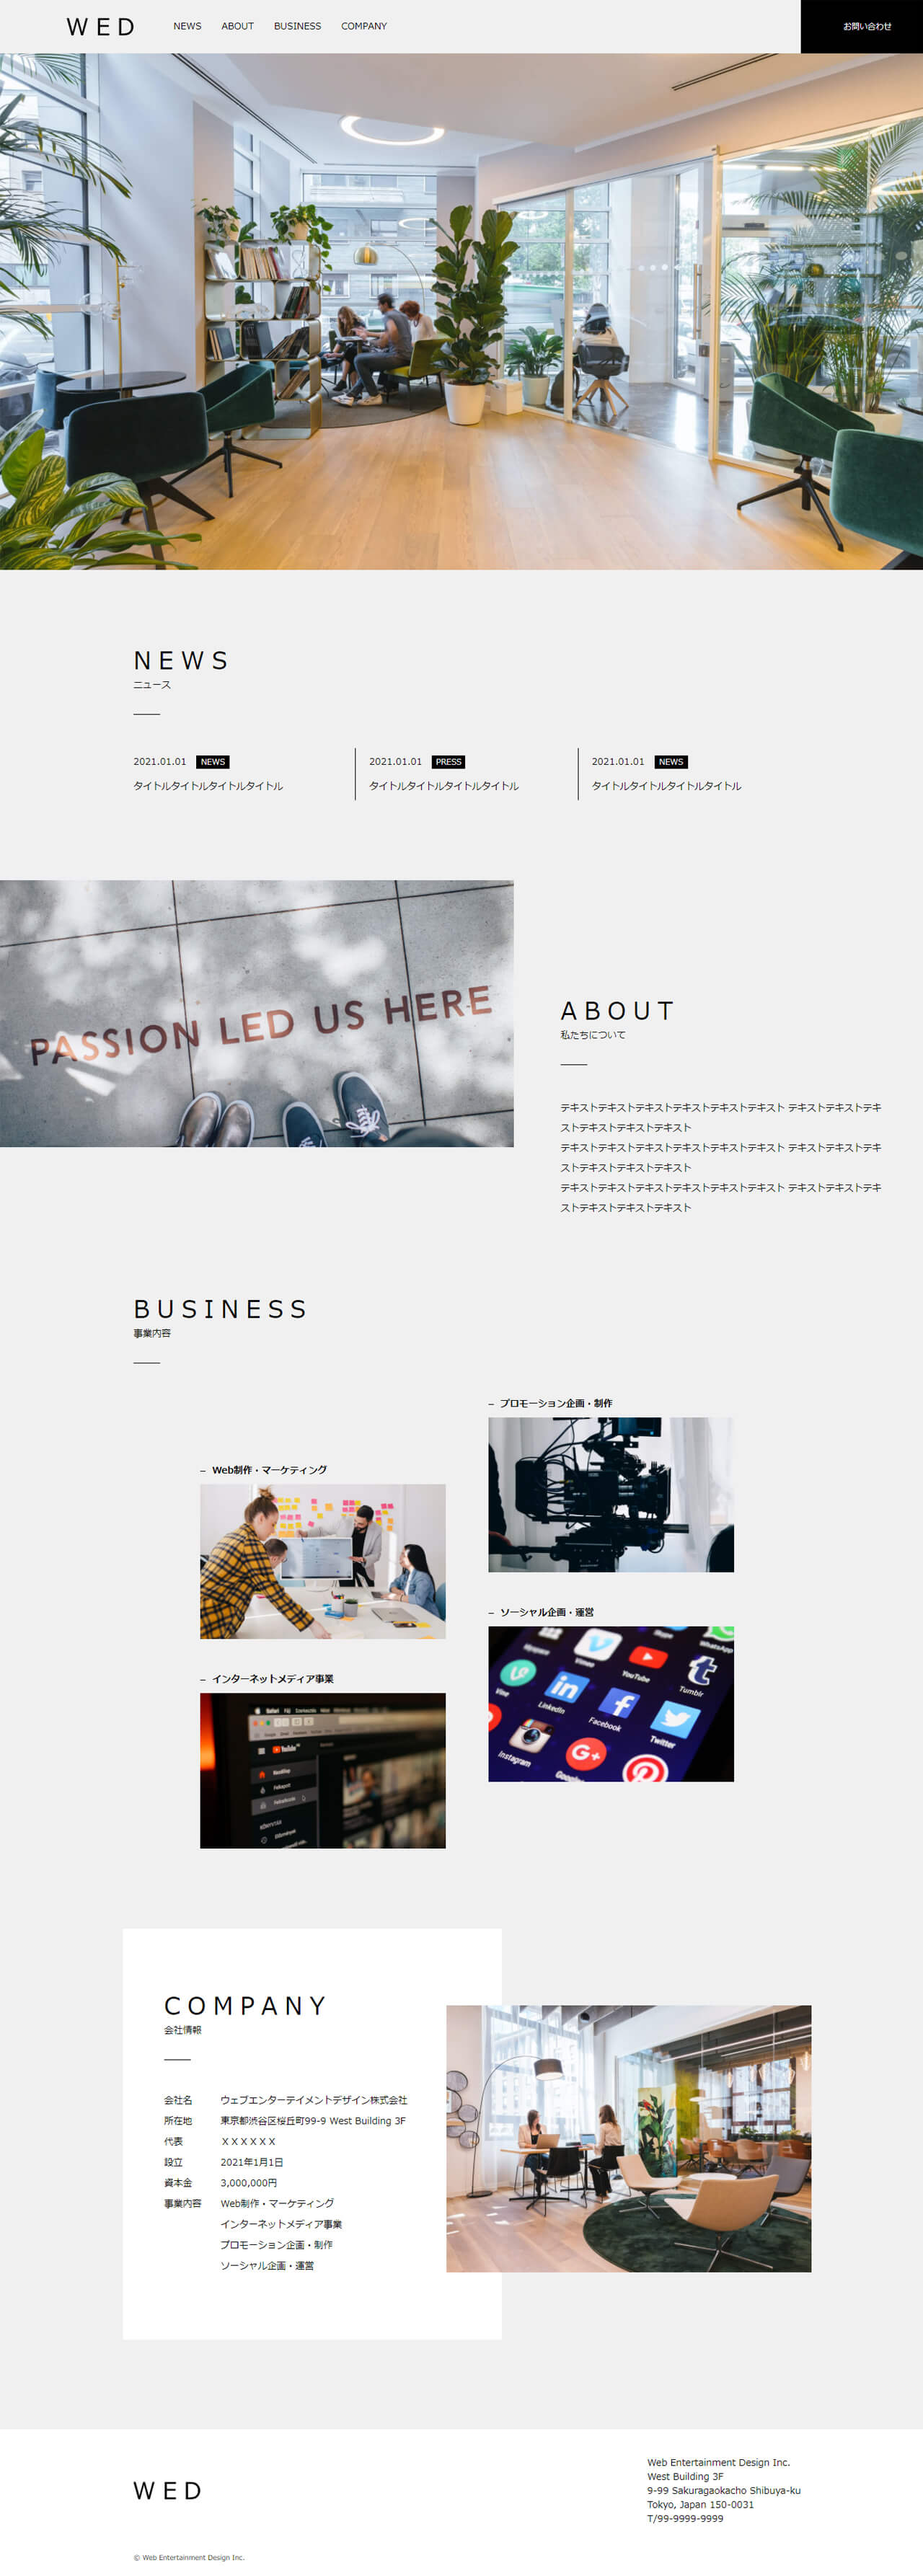 WED
NEWS ABOUT BUSINESS COMPANY
お問い合わせ
NEWS
ニュース
2021.01.01 NEWS
タイトルタイトルタイトルタイトル
2021.01.01 PRESS
タイトルタイトルタイトルタイトル
2021.01.01 NEWS
タイトルタイトルタイトルタイトル
PASSION LED US HERE
ABOUT
私たちについて
テキストテキストテキストテキストテキストテキスト テキストテキストテキ
ストテキストテキストテキスト
テキストテキストテキストテキストテキストテキスト テキストテキストテキ
ストテキストテキストテキスト
テキストテキストテキストテキストテキストテキスト テキストテキストテキ
ストテキストテキストテキスト
BUSINESS
事業内容
– プロモーション企画・制作
– Web制作・マーケティング
– ソーシャル企画・運営
Vimeo
YouTube
WhatsApp
Vine
Linkedin
Facebook
Twitter
Tumblr
Instagram
– インターネットメディア事業
Safari
YouTube
COMPANY
会社情報
会社名 ウェブエンターテイメントデザイン株式会社
所在地 東京都渋谷区桜丘町99-9 West Building 3F
代表 ＸＸＸＸＸＸ
設立 2021年1月1日
資本金 3,000,000円
事業内容 Web制作・マーケティング
インターネットメディア事業
プロモーション企画・制作
ソーシャル企画・運営
WED
Web Entertainment Design Inc.
West Building 3F
9-99 Sakuragaokacho Shibuya-ku
Tokyo, Japan 150-0031
T/99-9999-9999
© Web Entertainment Design Inc.